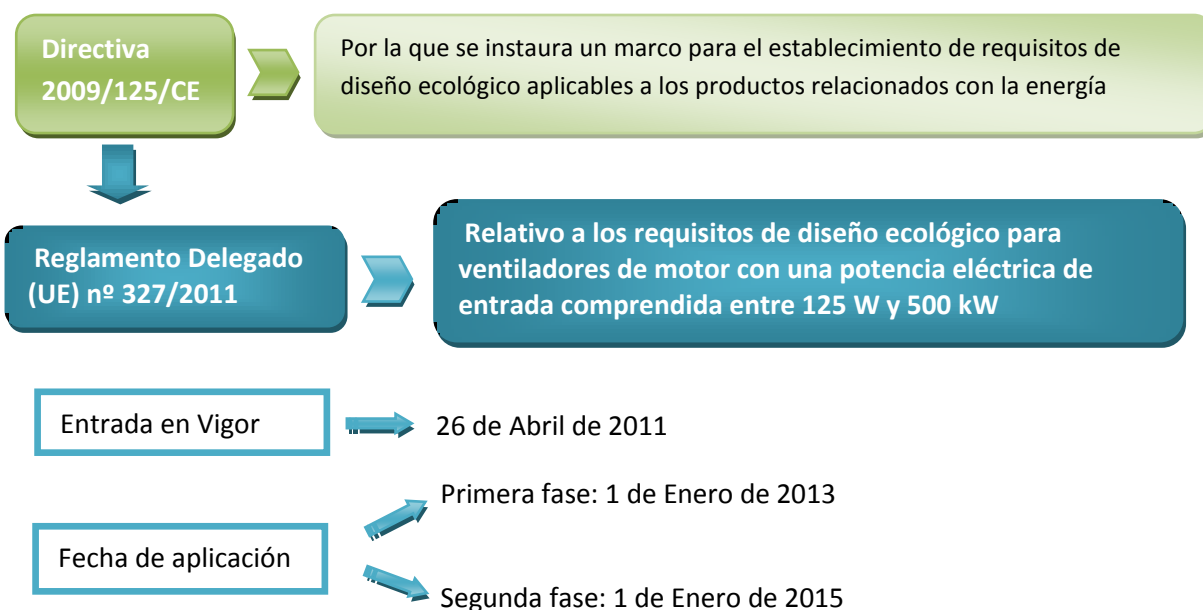 Directiva
2009/125/CE
Por la que se instaura un marco para el establecimiento de requisitos de
diseño ecológico aplicables a los productos relacionados con la energía
Reglamento Delegado
(UE) nº 327/2011
Relativo a los requisitos de diseño ecológico para
ventiladores de motor con una potencia eléctrica de
entrada comprendida entre 125 W y 500 kW
Entrada en Vigor
26 de Abril de 2011
Fecha de aplicación
Primera fase: 1 de Enero de 2013
Segunda fase: 1 de Enero de 2015